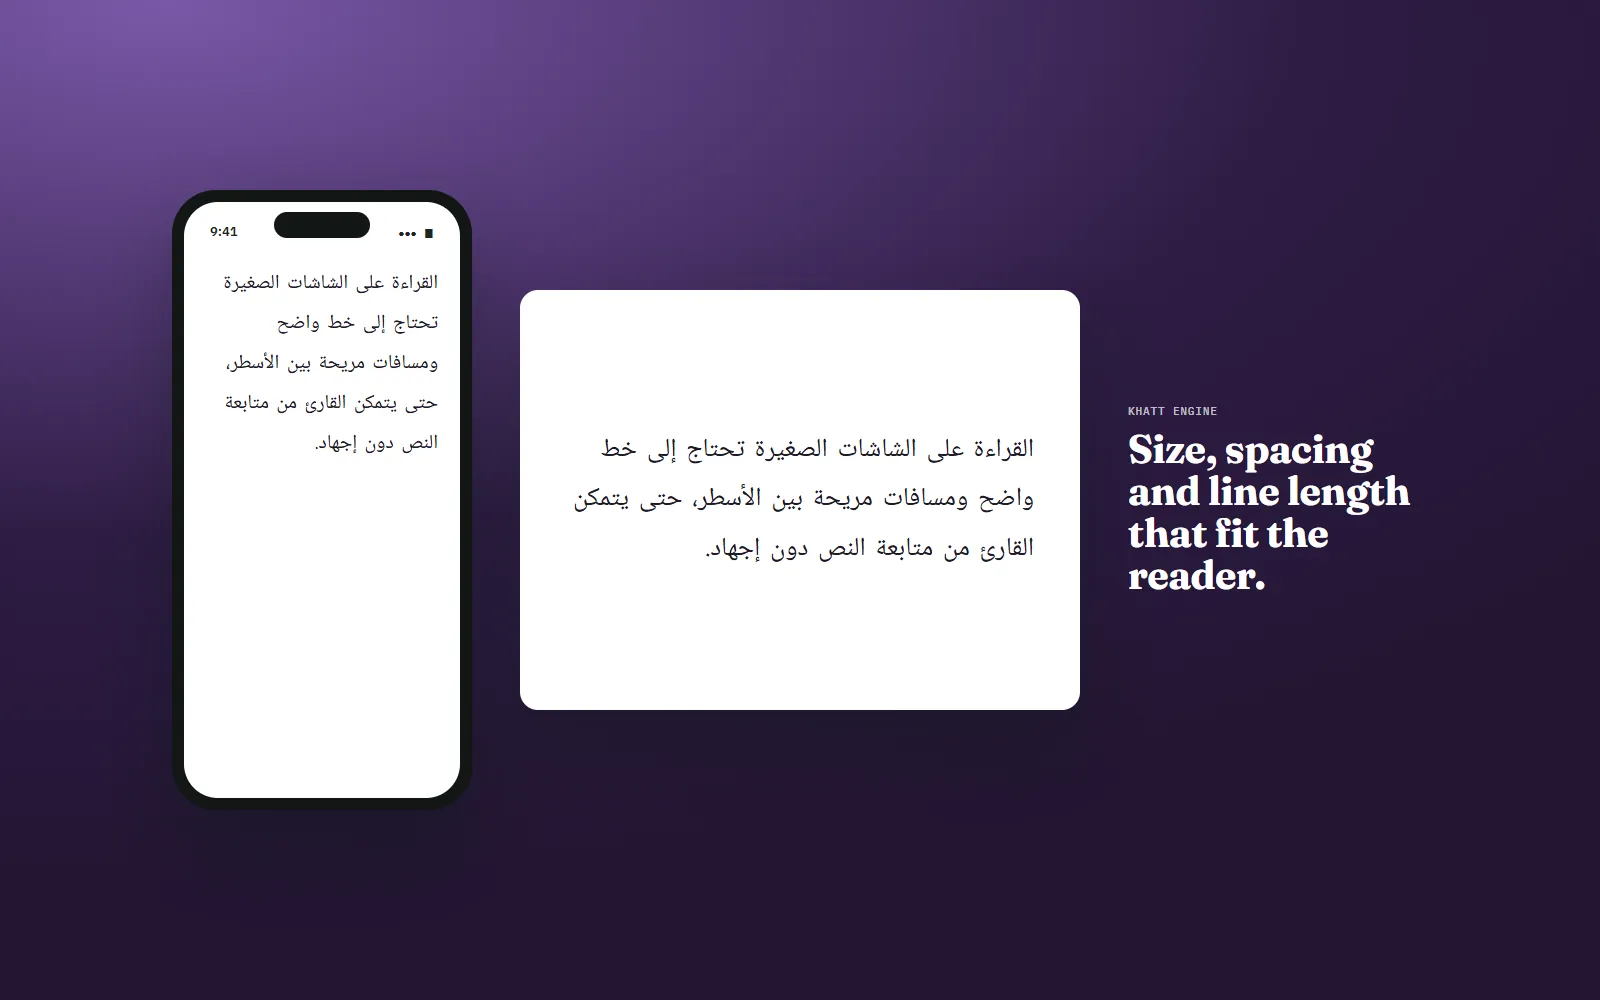 9:41
القراءة على الشاشات الصغيرة
تحتاج إلى خط واضح
ومسافات مريحة بين الأسطر،
حتى يتمكن القارئ من متابعة
النص دون إجهاد.
القراءة على الشاشات الصغيرة تحتاج إلى خط
واضح ومسافات مريحة بين الأسطر، حتى يتمكن
القارئ من متابعة النص دون إجهاد.
KHATT ENGINE
Size, spacing
and line length
that fit the
reader.